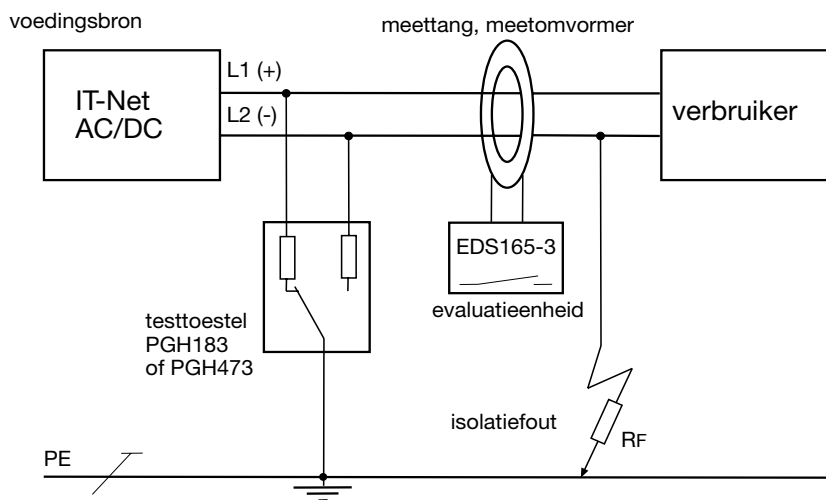 voedingsbron
meettang, meetomvormer
L1 (+)
IT-Net
AC/DC
L2 (-)
verbruiker
EDS165-3
evaluatieenheid
testtoestel
PGH183
of PGH473
isolatiefout
RF
PE